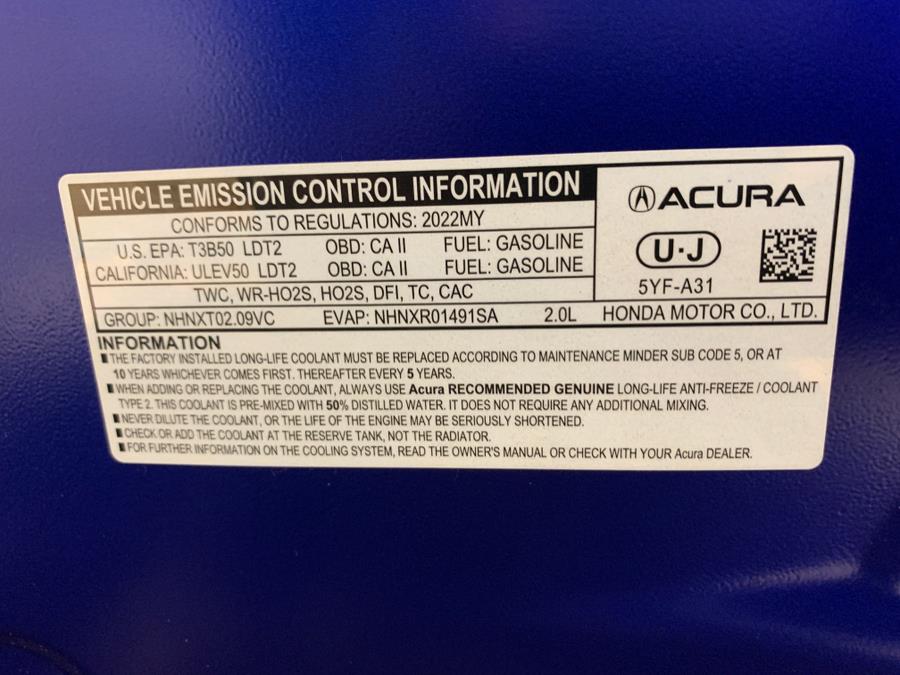 VEHICLE EMISSION CONTROL INFORMATION
CONFORMS TO REGULATIONS: 2022MY
U.S. EPA: T3B50 LDT2 OBD: CA II FUEL: GASOLINE
CALIFORNIA: ULEV50 LDT2 OBD: CA II FUEL: GASOLINE
TWC, WR-HO2S, HO2S, DFI, TC, CAC
GROUP: NHNXT02.09VC EVAP: NHNXR01491SA 2.0L
ACURA
U·J
5YF-A31
HONDA MOTOR CO., LTD.
INFORMATION
■THE FACTORY INSTALLED LONG-LIFE COOLANT MUST BE REPLACED ACCORDING TO MAINTENANCE MINDER SUB CODE 5, OR AT
10 YEARS WHICHEVER COMES FIRST. THEREAFTER EVERY 5 YEARS.
■WHEN ADDING OR REPLACING THE COOLANT, ALWAYS USE Acura RECOMMENDED GENUINE LONG-LIFE ANTI-FREEZE / COOLANT
TYPE 2. THIS COOLANT IS PRE-MIXED WITH 50% DISTILLED WATER. IT DOES NOT REQUIRE ANY ADDITIONAL MIXING.
■NEVER DILUTE THE COOLANT, OR THE LIFE OF THE ENGINE MAY BE SERIOUSLY SHORTENED.
■CHECK OR ADD THE COOLANT AT THE RESERVE TANK, NOT THE RADIATOR.
■FOR FURTHER INFORMATION ON THE COOLING SYSTEM, READ THE OWNER'S MANUAL OR CHECK WITH YOUR Acura DEALER.